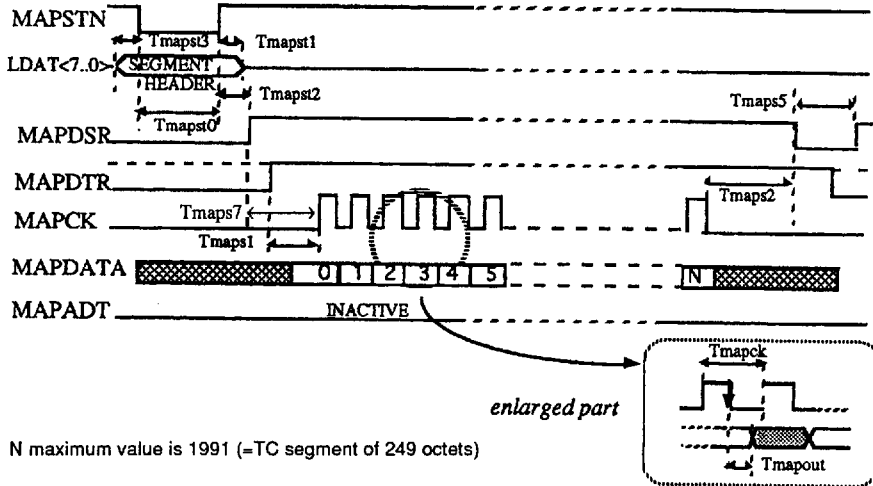 MAPSTN
Tmapst3 Tmapst1
LDAT<7..0> SEGMENT
HEADER
Tmapst2
Tmapst0
Tmaps5
MAPDSR
MAPDTR
Tmaps2
Tmaps7
MAPCK
Tmaps1
MAPDATA 0 1 2 3 4 5 N
INACTIVE
MAPADT
Tmapck
enlarged part
N maximum value is 1991 (=TC segment of 249 octets)
Tmapout